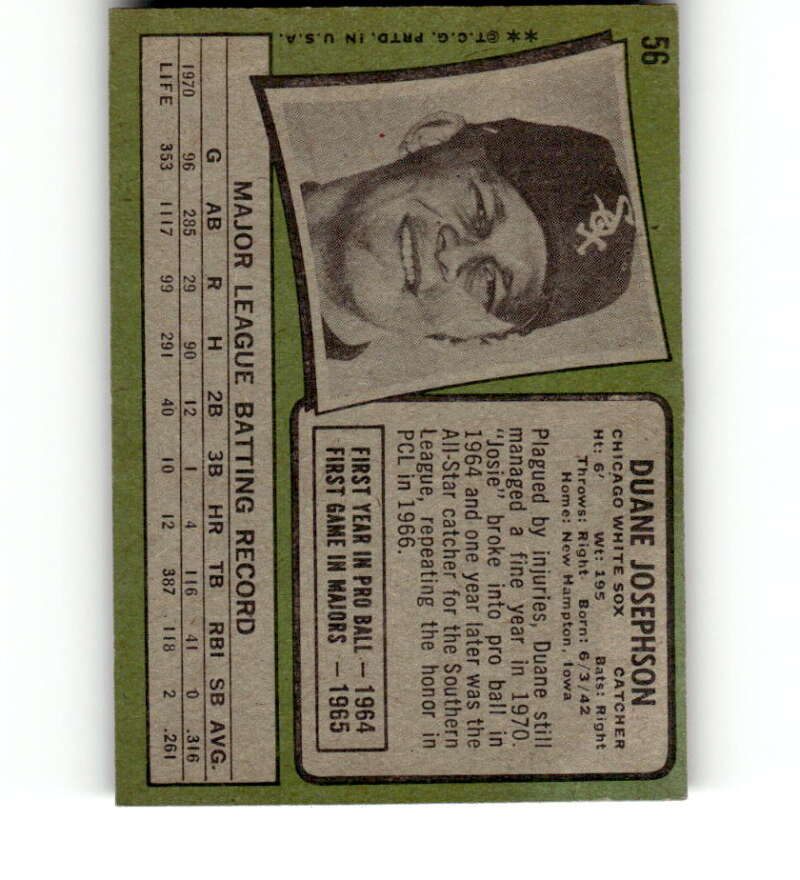 56
** ©T.C.G. PRTD. IN U.S.A.
Sox
DUANE JOSEPHSON
CHICAGO WHITE SOX CATCHER
Ht: 6' Wt: 195 Bats: Right
Throws: Right Born: 6/3/42
Home: New Hampton, Iowa
Plagued by injuries, Duane still
managed a fine year in 1970.
"Josie" broke into pro ball in
1964 and one year later was the
All-Star catcher for the Southern
League, repeating the honor in
PCL in 1966.
FIRST YEAR IN PRO BALL — 1964
FIRST GAME IN MAJORS — 1965
MAJOR LEAGUE BATTING RECORD
G AB R H 2B 3B HR TB RBI SB AVG.
1970 96 285 29 90 12 1 4 116 41 0 .316
LIFE 353 1117 99 291 40 10 12 387 118 2 .261